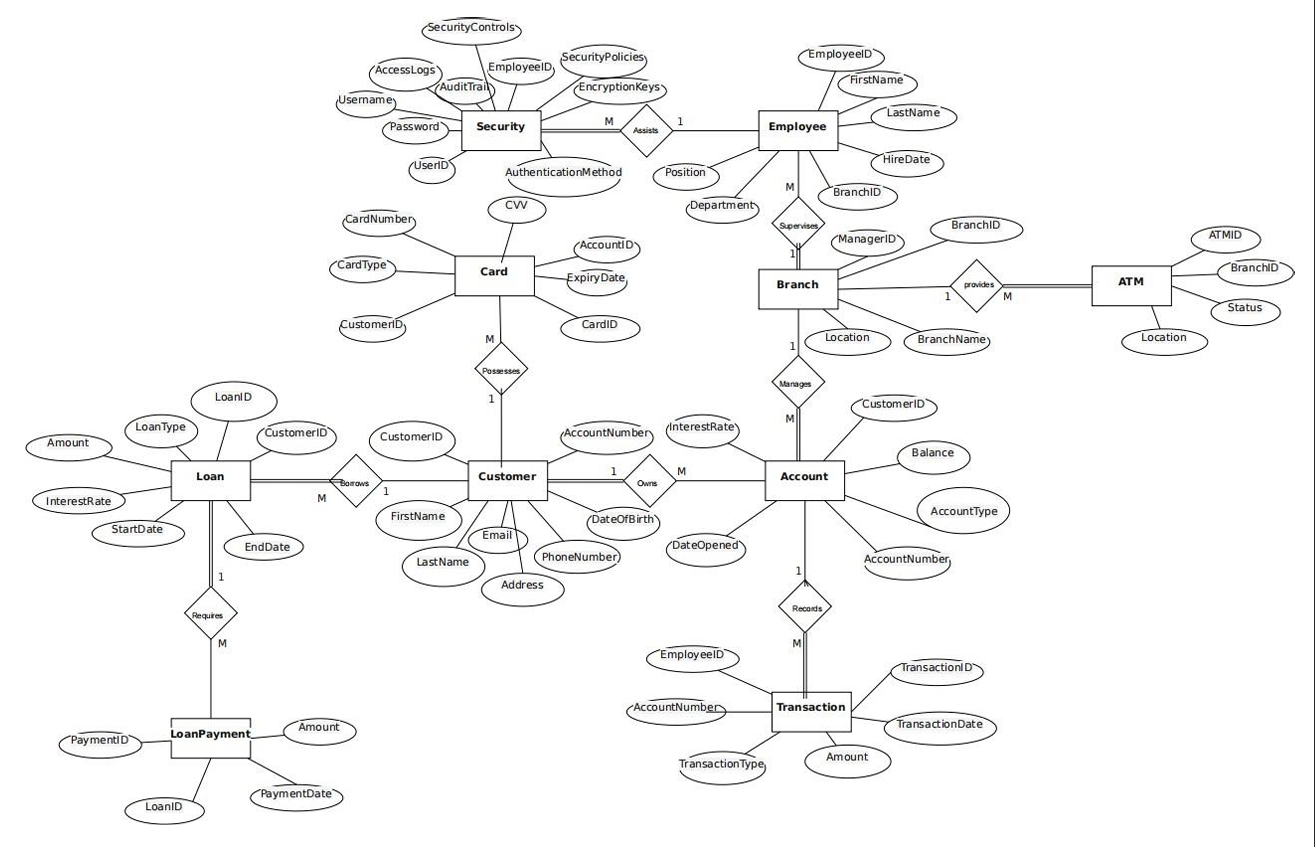 SecurityControls
SecurityPolicies
EmployeeID
AccessLogs
EmployeeID
FirstName
AuditTrail
EncryptionKeys
Username
LastName
Password
Security
M
Assists
1
Employee
HireDate
UserID
AuthenticationMethod
Position
M
BranchID
Department
CVV
CardNumber
Supervises
ManagerID
BranchID
ATMID
AccountID
1
CardType
Card
ExpiryDate
BranchID
Branch
1
provides
M
ATM
Status
CustomerID
CardID
Location
BranchName
Location
M
1
Possesses
Manages
1
M
LoanID
CustomerID
LoanType
CustomerID
CustomerID
AccountNumber
InterestRate
Amount
Balance
Loan
M
Borrows
1
Customer
1
Owns
M
Account
InterestRate
AccountType
StartDate
FirstName
DateOfBirth
EndDate
Email
DateOpened
LastName
PhoneNumber
AccountNumber
1
Address
1
Requires
Records
M
M
EmployeeID
TransactionID
AccountNumber
Transaction
TransactionDate
LoanPayment
Amount
PaymentID
TransactionType
Amount
PaymentDate
LoanID